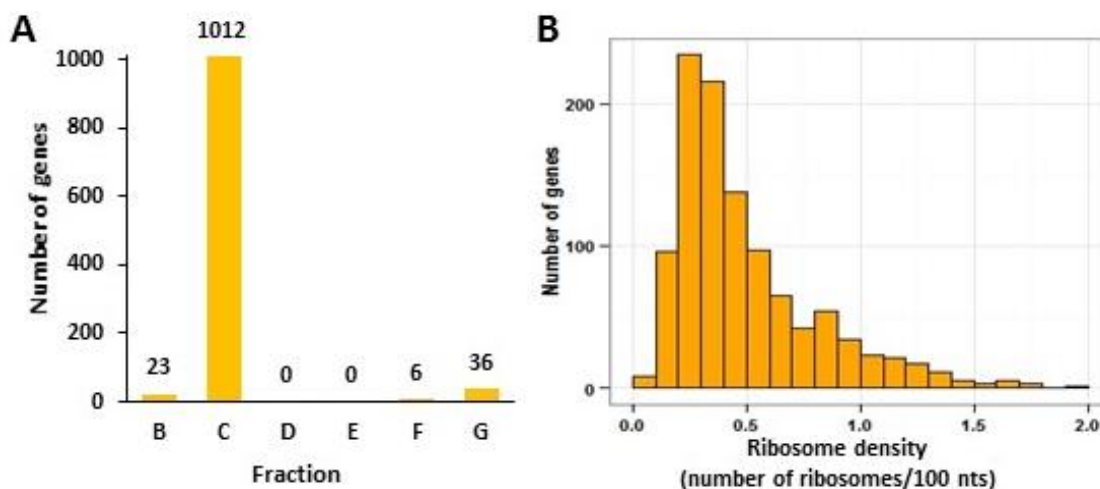 A
1012
1000
800
600
400
200
0
Number of genes
23
0
0
6
36
B
C
D
E
F
G
Fraction
B
200
100
0
Number of genes
0.0
0.5
1.0
1.5
2.0
Ribosome density
(number of ribosomes/100 nts)